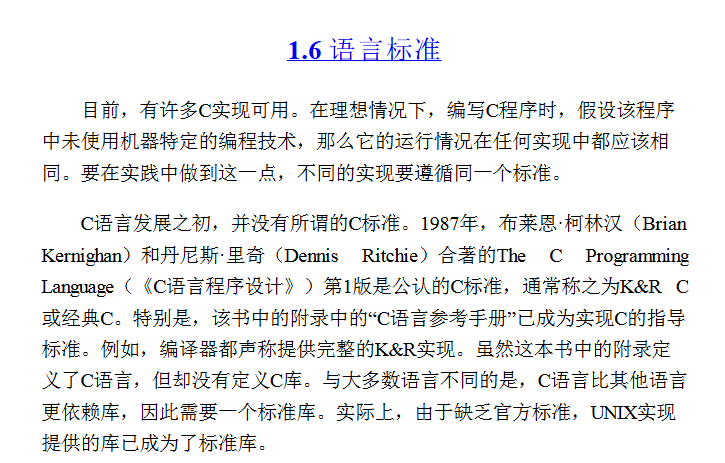 1.6 语言标准
目前，有许多C实现可用。在理想情况下，编写C程序时，假设该程序
中未使用机器特定的编程技术，那么它的运行情况在任何实现中都应该相
同。要在实践中做到这一点，不同的实现要遵循同一个标准。
C语言发展之初，并没有所谓的C标准。1987年，布莱恩·柯林汉（Brian
Kernighan）和丹尼斯·里奇（Dennis Ritchie）合著的The C Programming
Language（《C语言程序设计》）第1版是公认的C标准，通常称之为K&R C
或经典C。特别是，该书中的附录中的“C语言参考手册”已成为实现C的指导
标准。例如，编译器都声称提供完整的K&R实现。虽然这本书中的附录定
义了C语言，但却没有定义C库。与大多数语言不同的是，C语言比其他语言
更依赖库，因此需要一个标准库。实际上，由于缺乏官方标准，UNIX实现
提供的库已成为了标准库。